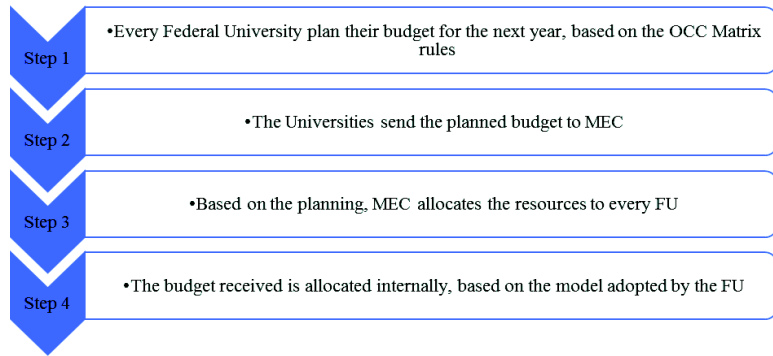 Step 1
•Every Federal University plan their budget for the next year, based on the OCC Matrix
rules
Step 2
•The Universities send the planned budget to MEC
Step 3
•Based on the planning, MEC allocates the resources to every FU
Step 4
•The budget received is allocated internally, based on the model adopted by the FU